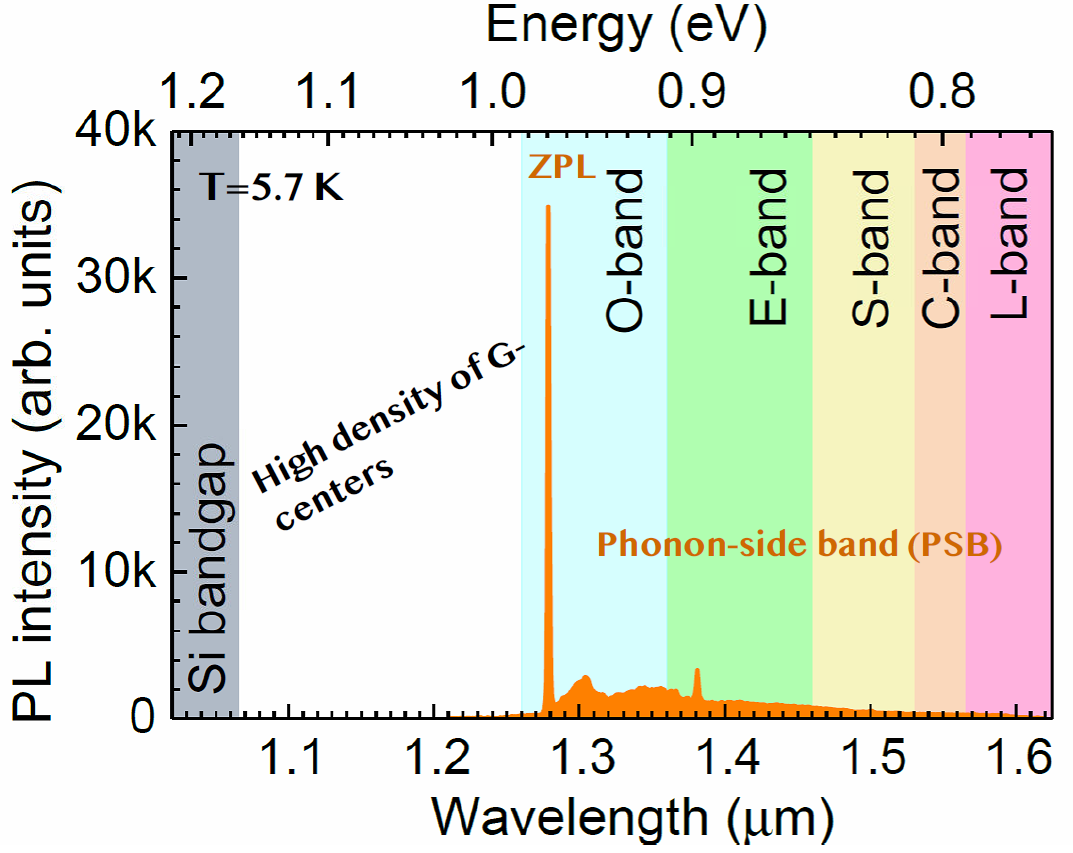 Energy (eV)
1.2 1.1 1.0 0.9 0.8
40k
30k
20k
10k
0
PL intensity (arb. units)
Si bandgap
T=5.7 K
High density of G-
centers
ZPL
O-band
E-band
S-band
C-band
L-band
Phonon-side band (PSB)
1.1 1.2 1.3 1.4 1.5 1.6
Wavelength (μm)